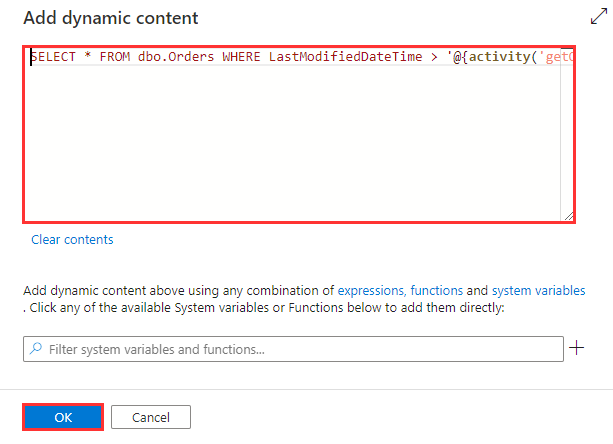 Add dynamic content
SELECT * FROM dbo.Orders WHERE LastModifiedDateTime > '@{activity('get
Clear contents
Add dynamic content above using any combination of expressions, functions and system variables
. Click any of the available System variables or Functions below to add them directly:
Filter system variables and functions...
OK
Cancel